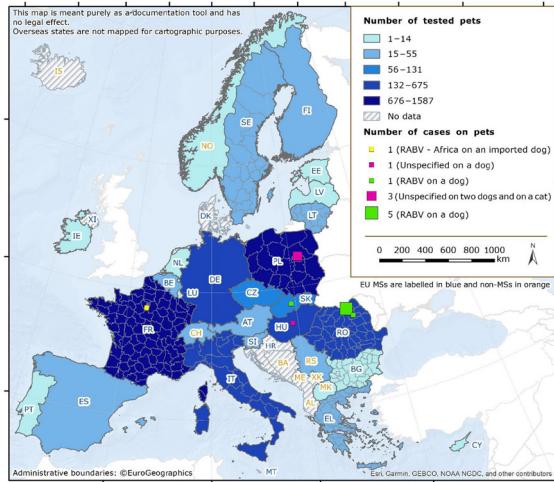 This map is meant purely as a documentation tool and has
no legal effect.
Overseas states are not mapped for cartographic purposes.
Number of tested pets
1–14
15–55
56–131
132–675
676–1587
No data
Number of cases on pets
1 (RABV - Africa on an imported dog)
1 (Unspecified on a dog)
1 (RABV on a dog)
3 (Unspecified on two dogs and on a cat)
5 (RABV on a dog)
0 200 400 600 800 1000
km
N
EU MSs are labelled in blue and non-MSs in orange
IS
FI
SE
NO
EE
LV
LT
DK
XI
IE
NL
PL
DE
BE
LU
CZ
SK
FR
AT
HU
CH
RO
SI
HR
BA
RS
IT
ME
XK
BG
MK
AL
PT
ES
EL
CY
MT
Administrative boundaries: ©EuroGeographics
Esri, Garmin, GEBCO, NOAA NGDC, and other contributors